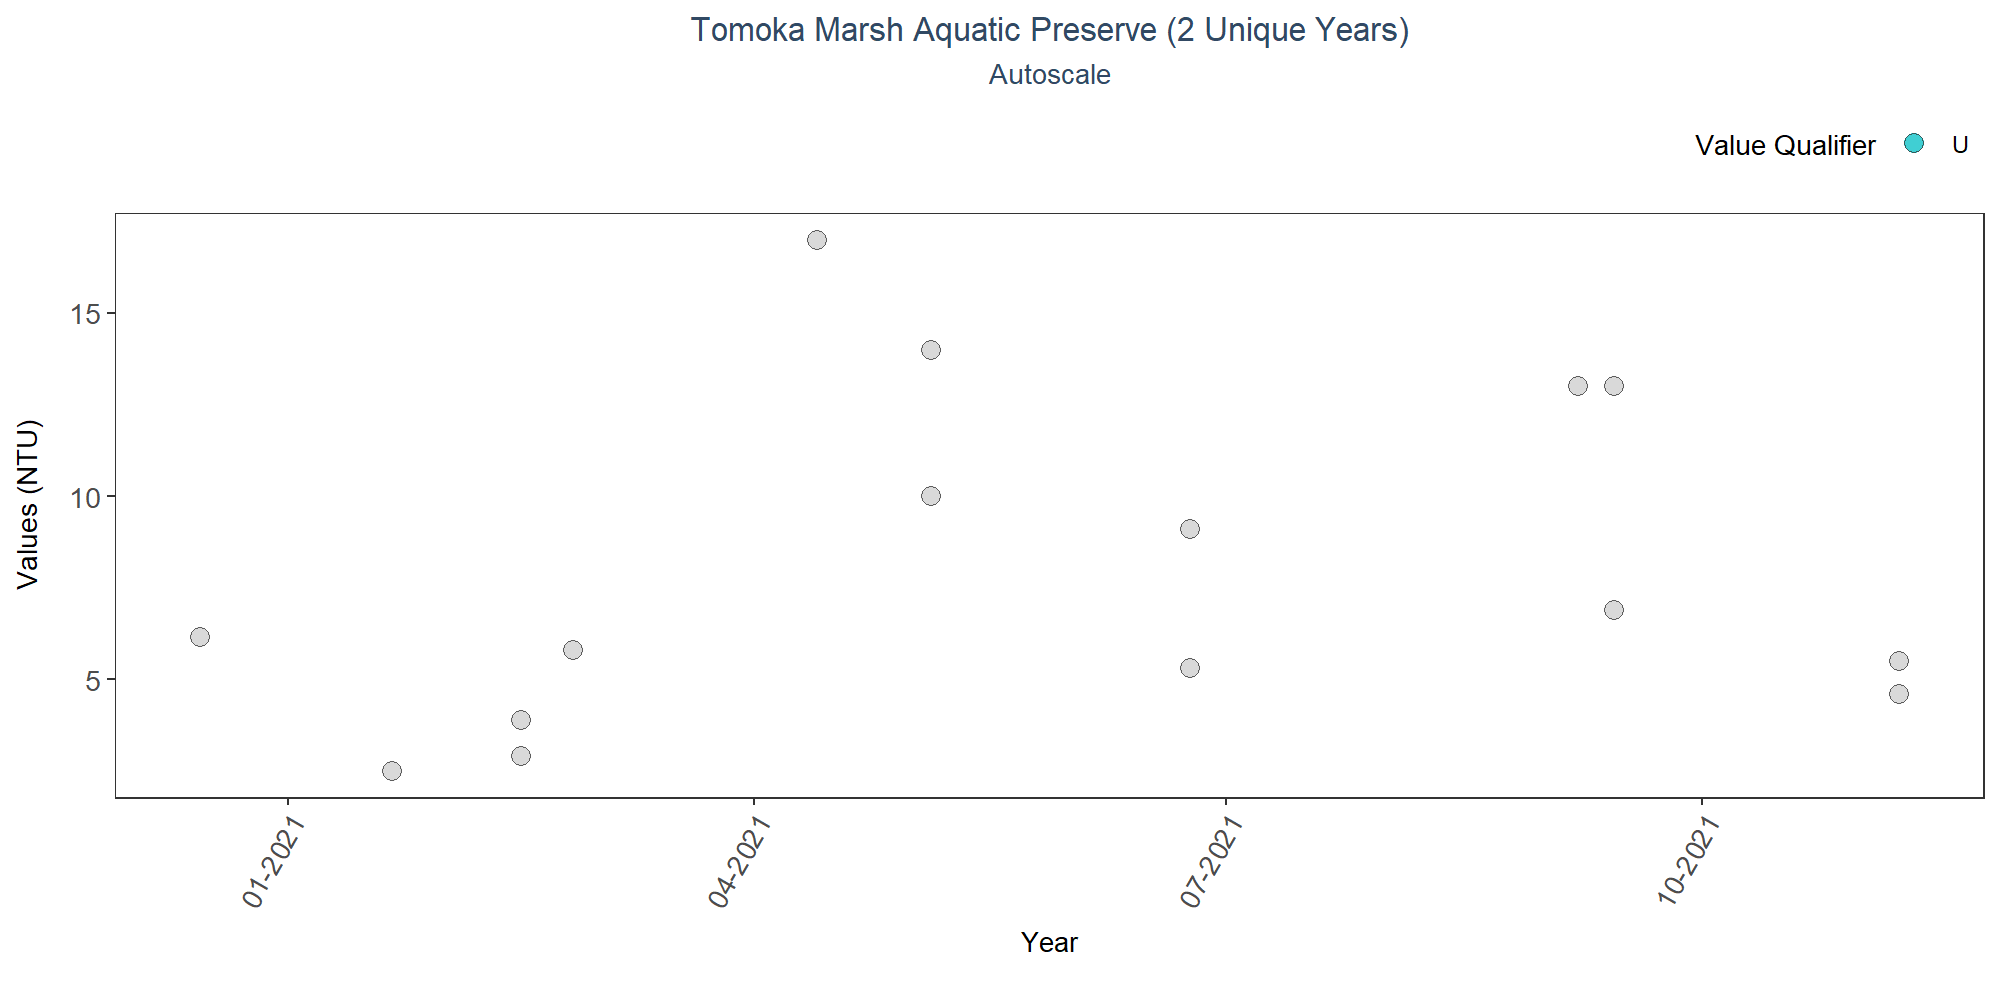 Tomoka Marsh Aquatic Preserve (2 Unique Years)
Autoscale
Value Qualifier U
Values (NTU)
15
10
5
01-2021 04-2021 07-2021 10-2021
Year